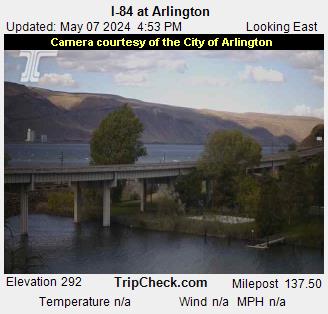 I-84 at Arlington
Updated: May 07 2024 4:53 PM Looking East
Camera courtesy of the City of Arlington
Elevation 292 TripCheck.com Milepost 137.50
Temperature n/a Wind n/a MPH n/a